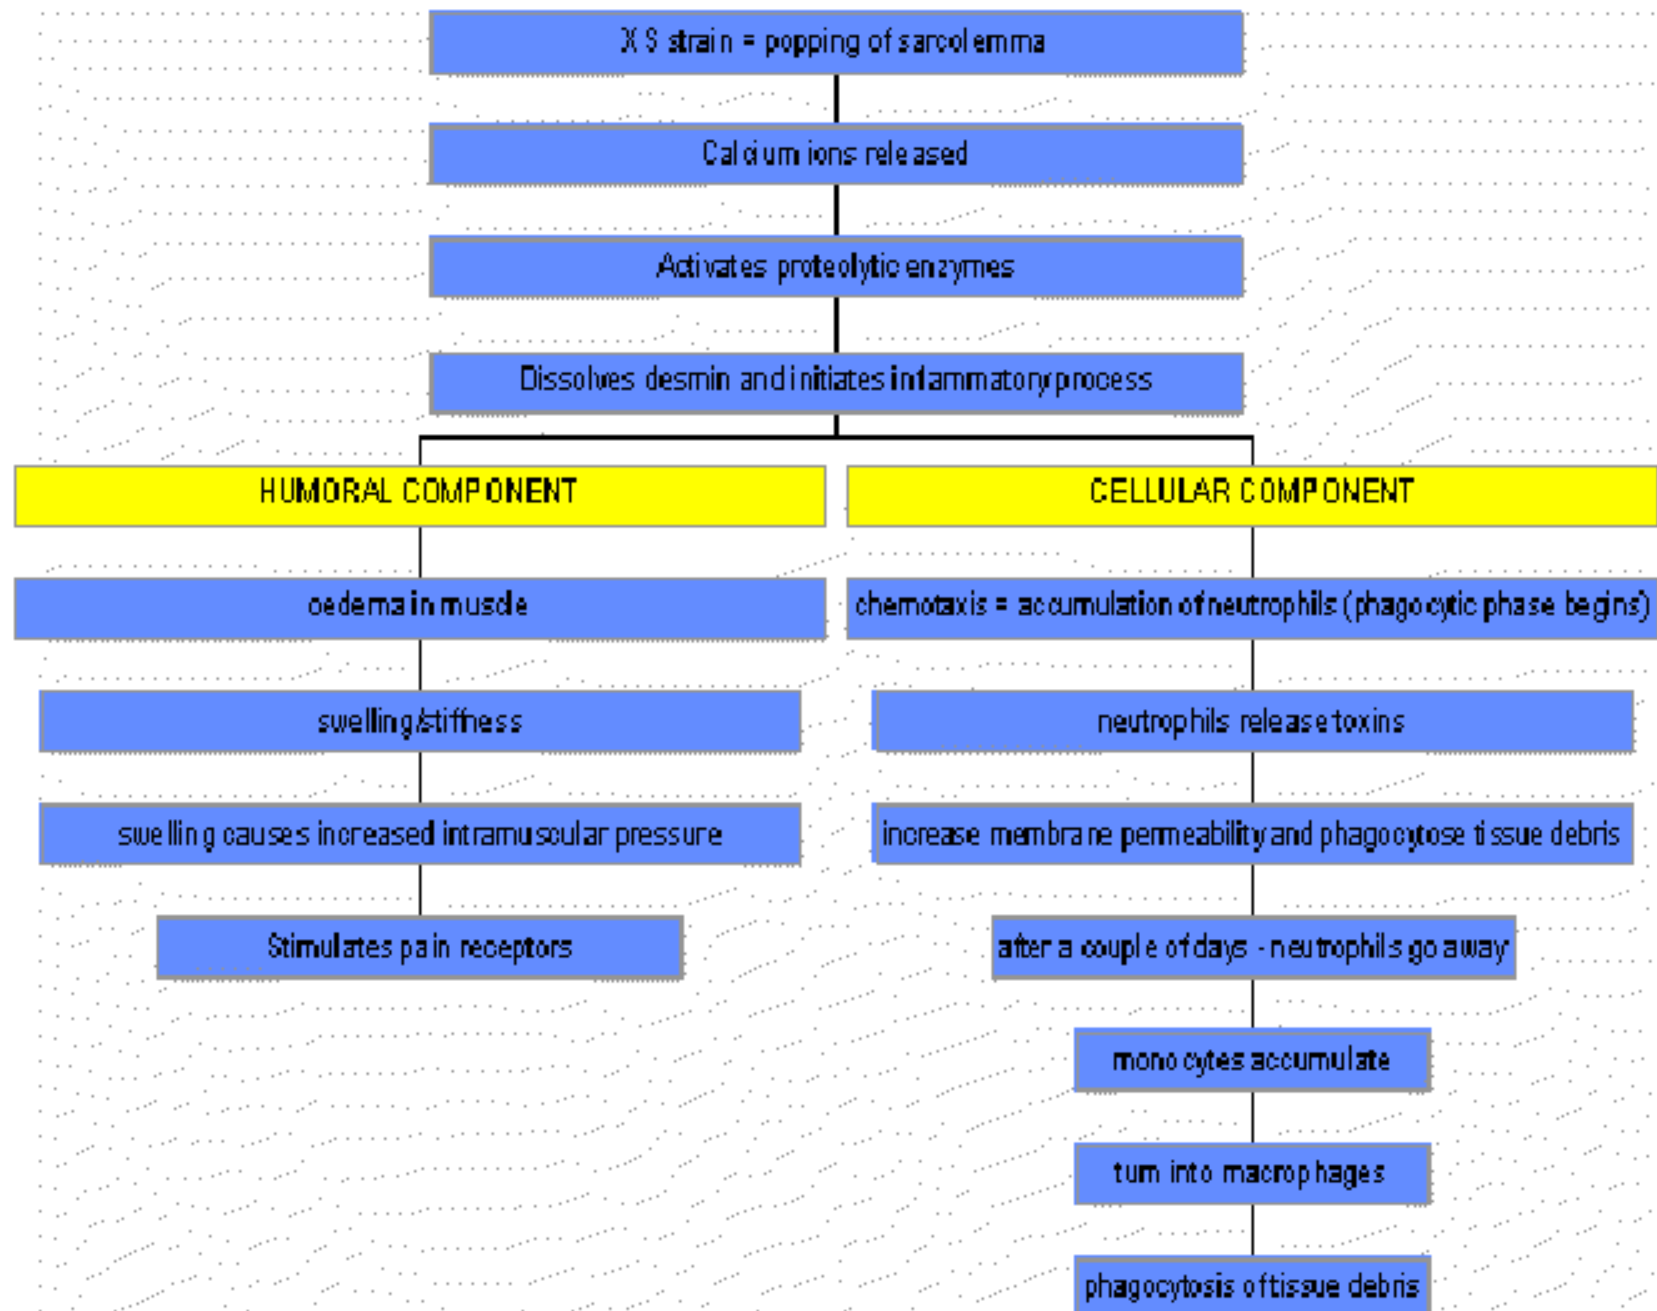 X S strain = popping of sarcolemma
Calcium ions released
Activates proteolytic enzymes
Dissolves desmin and initiates inflammatory process
HUMORAL COMPONENT
CELLULAR COMPONENT
oedema in muscle
chemotaxis = accumulation of neutrophils (phagocytic phase begins)
swelling/stiffness
neutrophils release toxins
swelling causes increased intramuscular pressure
increase membrane permeability and phagocytose tissue debris
Stimulates pain receptors
after a couple of days - neutrophils go away
monocytes accumulate
turn into macrophages
phagocytosis of tissue debris